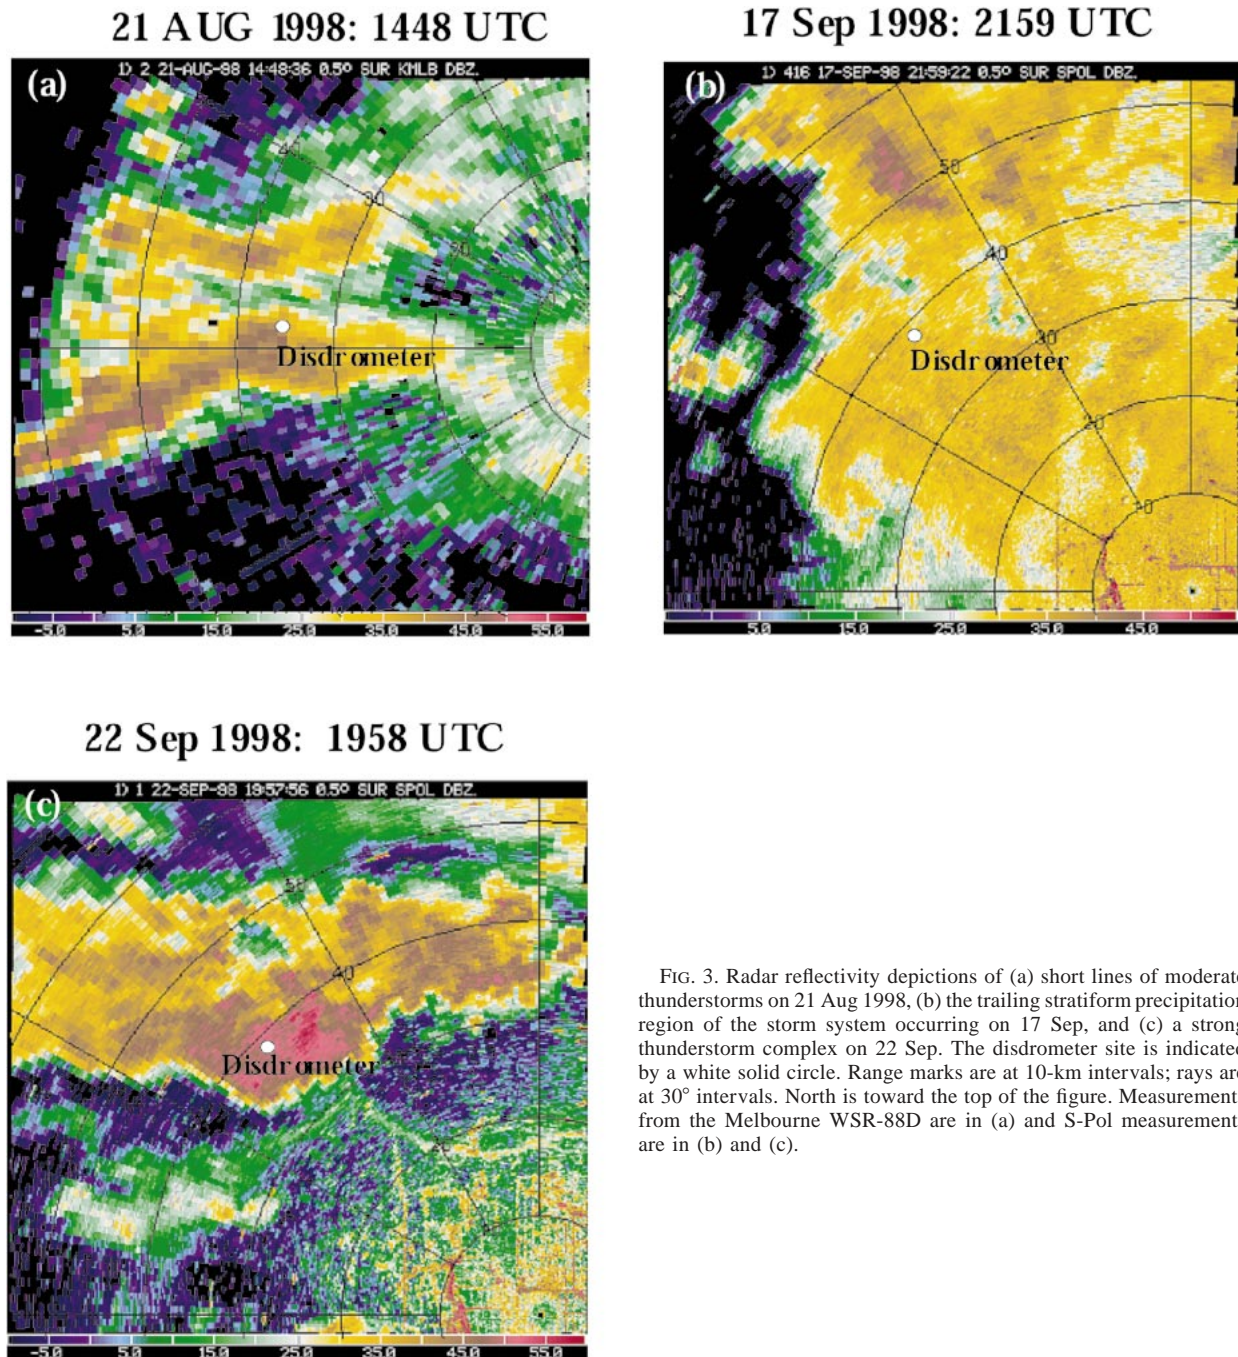 21 AUG 1998: 1448 UTC
17 Sep 1998: 2159 UTC
(a)
1) 2 21-AUG-98 14:48:36 0.5º SUR KMLB DBZ.
40
30
20
Disdrometer
-5.0 5.0 15.0 25.0 35.0 45.0 55.0
(b)
1) 416 17-SEP-98 21:59:22 0.5º SUR SPOL DBZ.
50
40
30
20
10
Disdrometer
5.0 15.0 25.0 35.0 45.0
22 Sep 1998: 1958 UTC
(c)
1) 1 22-SEP-98 19:57:56 0.5º SUR SPOL DBZ.
50
40
20
Disdrometer
-5.0 5.0 15.0 25.0 35.0 45.0 55.0
FIG. 3. Radar reflectivity depictions of (a) short lines of moderate
thunderstorms on 21 Aug 1998, (b) the trailing stratiform precipitation
region of the storm system occurring on 17 Sep, and (c) a strong
thunderstorm complex on 22 Sep. The disdrometer site is indicated
by a white solid circle. Range marks are at 10-km intervals; rays are
at 30° intervals. North is toward the top of the figure. Measurement
from the Melbourne WSR-88D are in (a) and S-Pol measurement
are in (b) and (c).